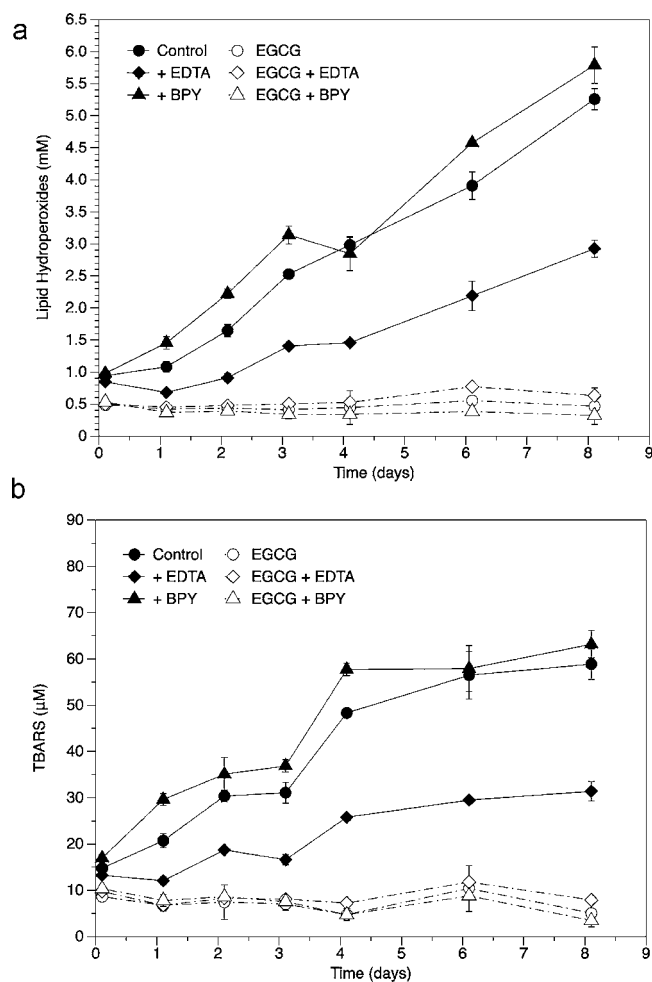 a
6.5
6.0
5.5
5.0
4.5
4.0
3.5
3.0
2.5
2.0
1.5
1.0
0.5
0
Lipid Hydroperoxides (mM)
Control
EGCG
+ EDTA
EGCG + EDTA
+ BPY
EGCG + BPY
0 1 2 3 4 5 6 7 8 9
Time (days)
b
90
80
70
60
50
40
30
20
10
0
TBARS (µM)
Control
EGCG
+ EDTA
EGCG + EDTA
+ BPY
EGCG + BPY
0 1 2 3 4 5 6 7 8 9
Time (days)